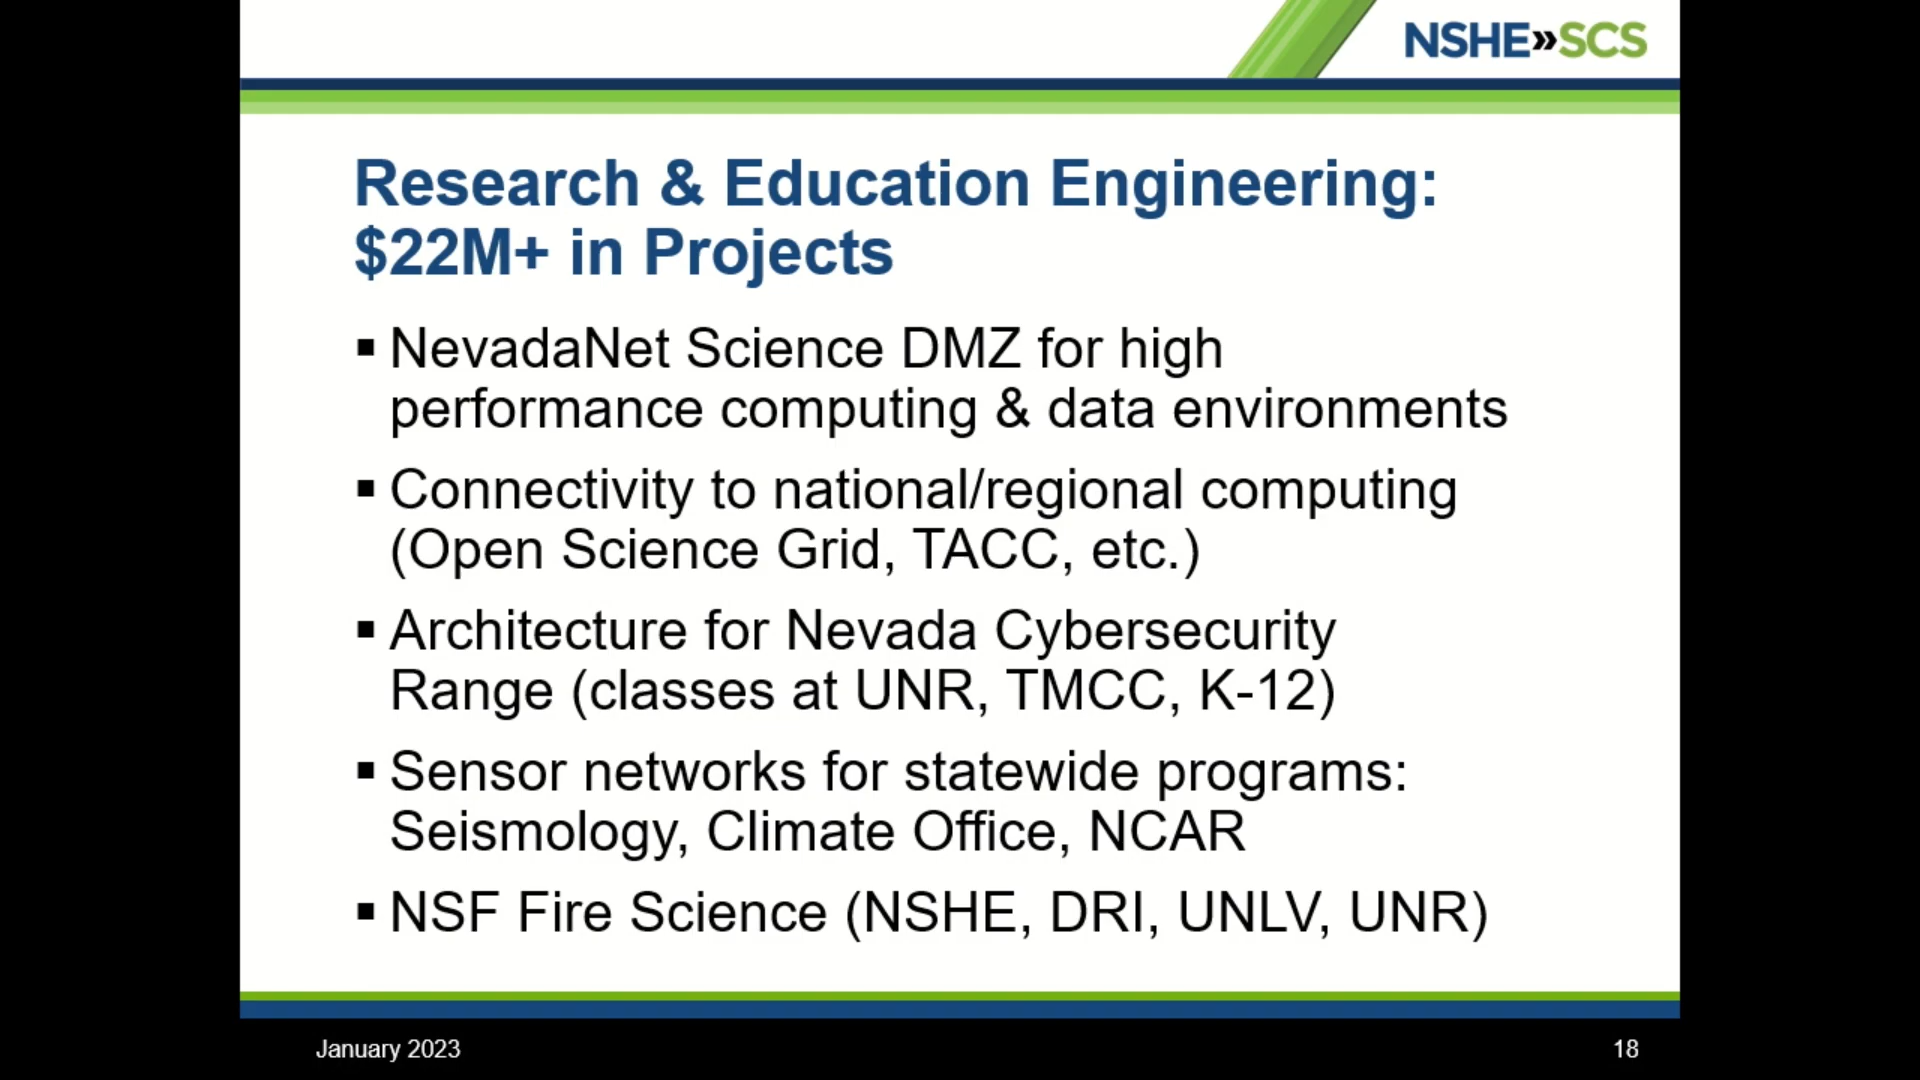 NSHE»SCS
Research & Education Engineering:
$22M+ in Projects
▪ NevadaNet Science DMZ for high
performance computing & data environments
▪ Connectivity to national/regional computing
(Open Science Grid, TACC, etc.)
▪ Architecture for Nevada Cybersecurity
Range (classes at UNR, TMCC, K-12)
▪ Sensor networks for statewide programs:
Seismology, Climate Office, NCAR
▪ NSF Fire Science (NSHE, DRI, UNLV, UNR)
January 2023
18